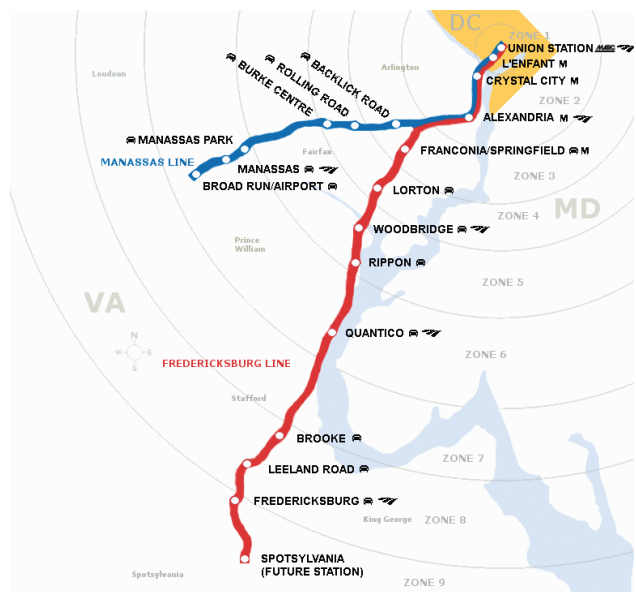 DC
ZONE 1
UNION STATION MARC
L'ENFANT M
CRYSTAL CITY M
Loudoun
Arlington
BACKLICK ROAD
ROLLING ROAD
BURKE CENTRE
ZONE 2
ALEXANDRIA M
MANASSAS PARK
Fairfax
FRANCONIA/SPRINGFIELD M
MANASSAS LINE
MANASSAS
ZONE 3
BROAD RUN/AIRPORT
LORTON
MD
ZONE 4
WOODBRIDGE
Prince
William
RIPPON
ZONE 5
VA
N
W E
S
QUANTICO
FREDERICKSBURG LINE
ZONE 6
Stafford
BROOKE
ZONE 7
LEELAND ROAD
FREDERICKSBURG
King George
ZONE 8
SPOTSYLVANIA
(FUTURE STATION)
Spotsylvania
ZONE 9